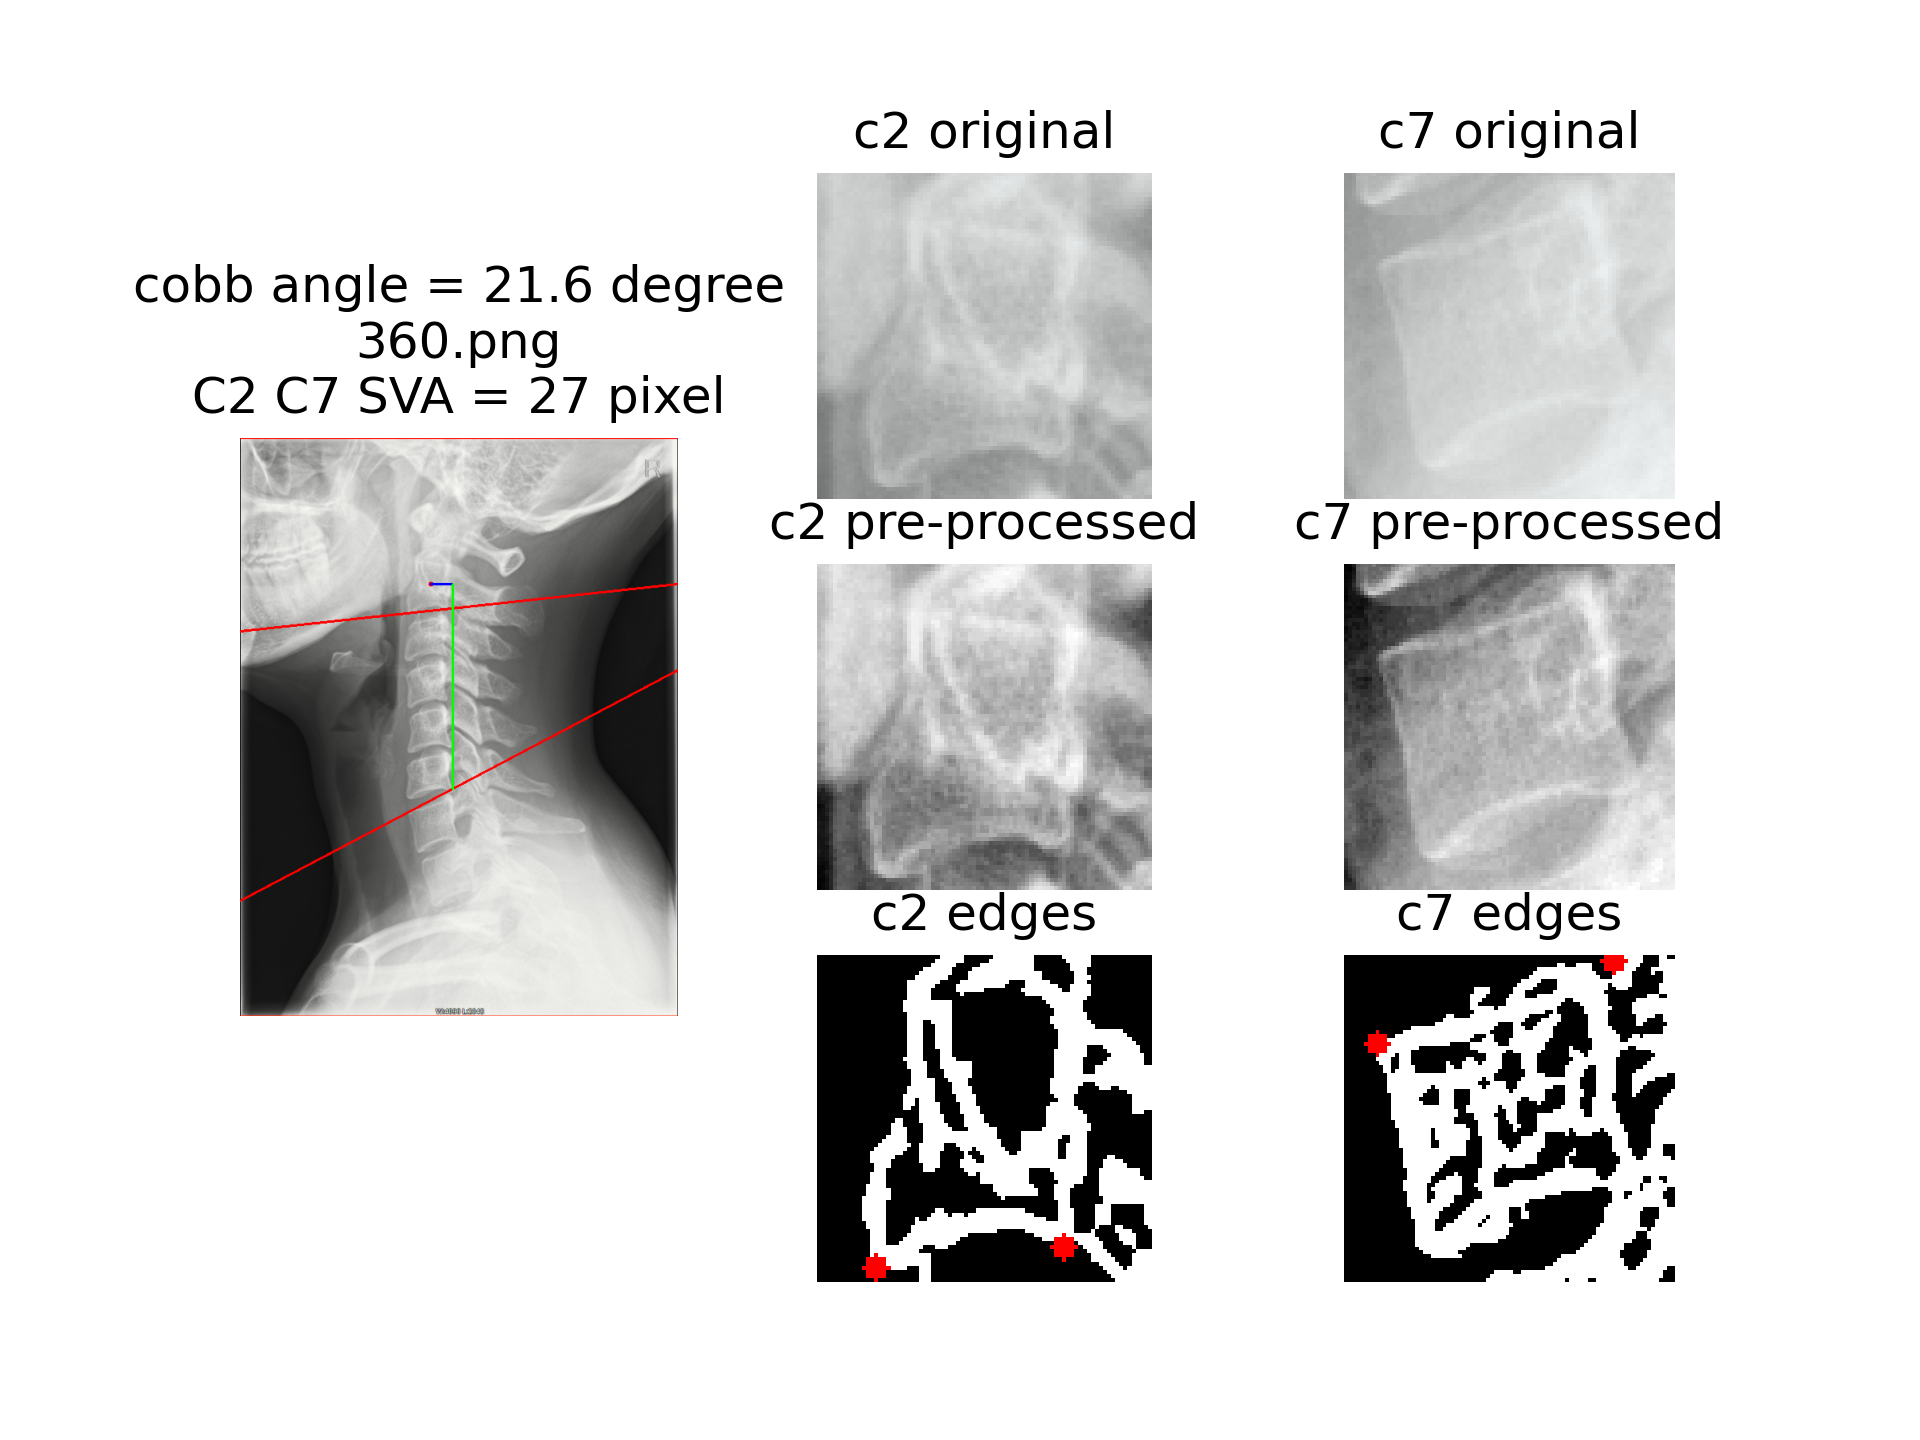 cobb angle = 21.6 degree
360.png
C2 C7 SVA = 27 pixel
R
c2 original
c7 original
c2 pre-processed
c7 pre-processed
c2 edges
c7 edges